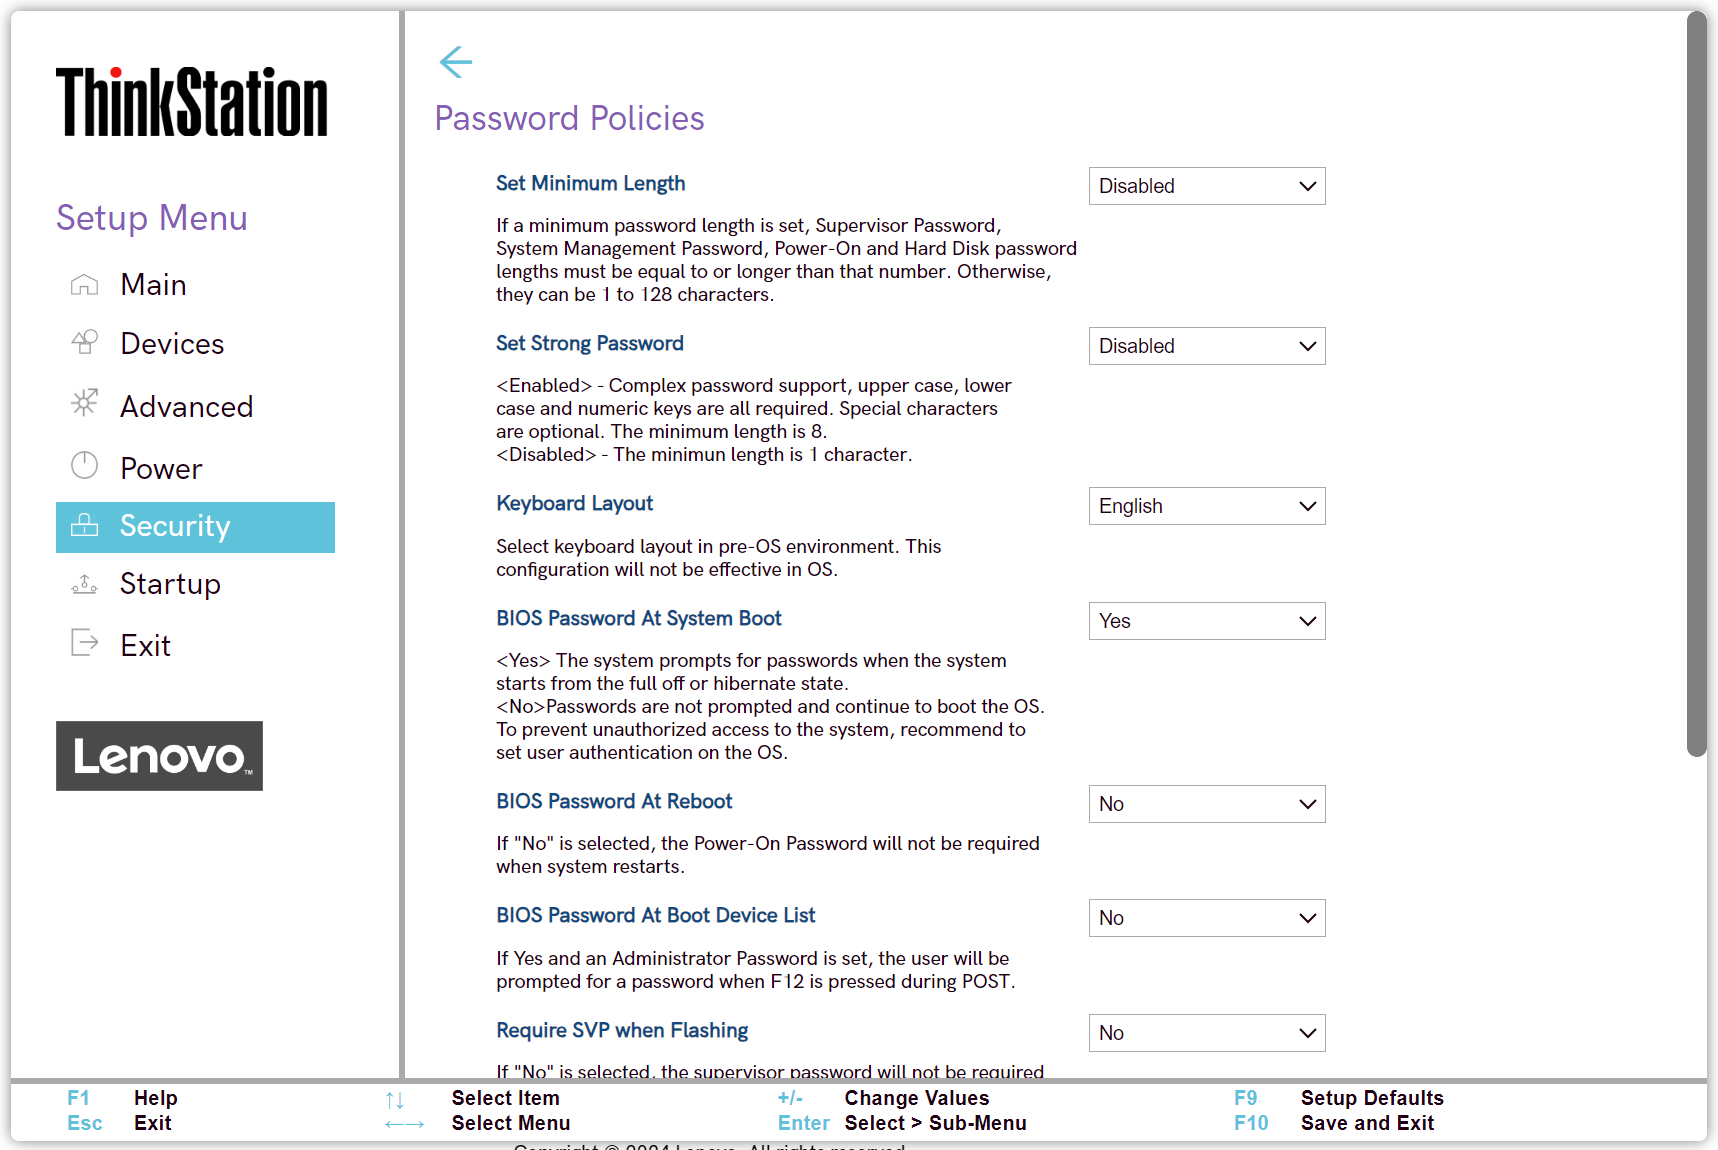 ThinkStation
Setup Menu
Main
Devices
Advanced
Power
Security
Startup
Exit
Lenovo™
Password Policies
Set Minimum Length
Disabled
If a minimum password length is set, Supervisor Password,
System Management Password, Power-On and Hard Disk password
lengths must be equal to or longer than that number. Otherwise,
they can be 1 to 128 characters.
Set Strong Password
Disabled
<Enabled> - Complex password support, upper case, lower
case and numeric keys are all required. Special characters
are optional. The minimum length is 8.
<Disabled> - The minimun length is 1 character.
Keyboard Layout
English
Select keyboard layout in pre-OS environment. This
configuration will not be effective in OS.
BIOS Password At System Boot
Yes
<Yes> The system prompts for passwords when the system
starts from the full off or hibernate state.
<No>Passwords are not prompted and continue to boot the OS.
To prevent unauthorized access to the system, recommend to
set user authentication on the OS.
BIOS Password At Reboot
No
If "No" is selected, the Power-On Password will not be required
when system restarts.
BIOS Password At Boot Device List
No
If Yes and an Administrator Password is set, the user will be
prompted for a password when F12 is pressed during POST.
Require SVP when Flashing
No
If "No" is selected, the supervisor password will not be required
F1 Help ↑↓ Select Item +/- Change Values F9 Setup Defaults
Esc Exit ←→ Select Menu Enter Select > Sub-Menu F10 Save and Exit
Copyright © 2024 Lenovo. All rights reserved.